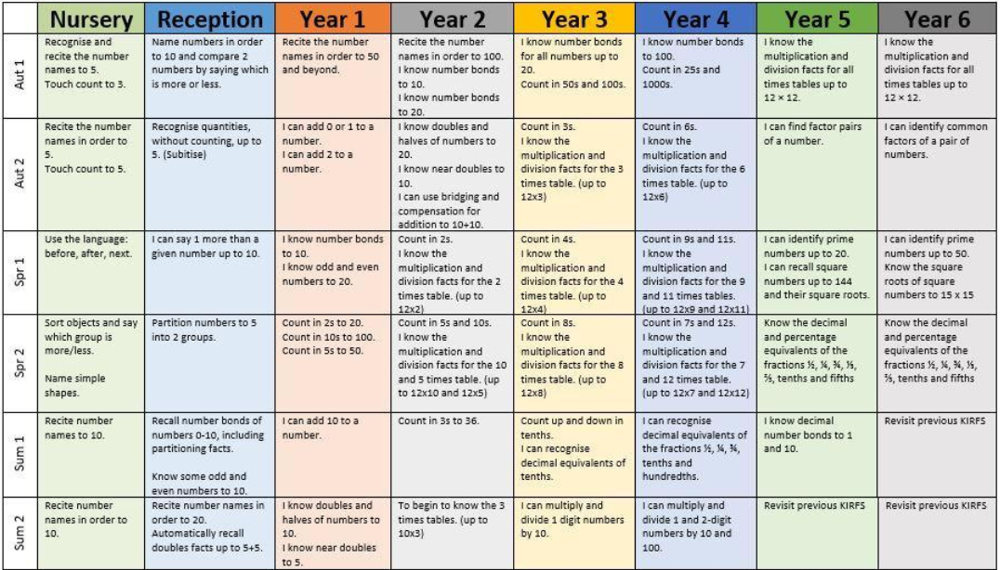 Nursery
Reception
Year 1
Year 2
Year 3
Year 4
Year 5
Year 6
Aut 1
Recognise and
recite the number
names to 5.
Touch count to 3.
Name numbers in order
to 10 and compare 2
numbers by saying which
is more or less.
Recite the number
names in order to 50
and beyond.
Recite the number
names in order to 100.
I know number bonds
to 10.
I know number bonds
to 20.
I know number bonds
for all numbers up to
20.
Count in 50s and 100s.
I know number bonds
to 100.
Count in 25s and
1000s.
I know the
multiplication and
division facts for all
times tables up to
12 × 12.
I know the
multiplication and
division facts for all
times tables up to
12 × 12.
Aut 2
Recite the number
names in order to
5.
Touch count to 5.
Recognise quantities,
without counting, up to
5. (Subitise)
I can add 0 or 1 to a
number.
I can add 2 to a
number.
I know doubles and
halves of numbers to
20.
I know near doubles to
10.
I can use bridging and
compensation for
addition to 10+10.
Count in 3s.
I know the
multiplication and
division facts for the 3
times table. (up to
12x3)
Count in 6s.
I know the
multiplication and
division facts for the 6
times table. (up to
12x6)
I can find factor pairs
of a number.
I can identify common
factors of a pair of
numbers.
Spr 1
Use the language:
before, after, next.
I can say 1 more than a
given number up to 10.
I know number bonds
to 10.
I know odd and even
numbers to 20.
Count in 2s.
I know the
multiplication and
division facts for the 2
times table. (up to
12x2)
Count in 4s.
I know the
multiplication and
division facts for the 4
times table. (up to
12x4)
Count in 9s and 11s.
I know the
multiplication and
division facts for the 9
and 11 times tables.
(up to 12x9 and 12x11)
I can identify prime
numbers up to 20.
I can recall square
numbers up to 144
and their square roots.
I can identify prime
numbers up to 50.
Know the square
roots of square
numbers to 15 x 15
Spr 2
Sort objects and say
which group is
more/less.
Name simple
shapes.
Partition numbers to 5
into 2 groups.
Count in 2s to 20.
Count in 10s to 100.
Count in 5s to 50.
Count in 5s and 10s.
I know the
multiplication and
division facts for the 10
and 5 times table. (up
to 12x10 and 12x5)
Count in 8s.
I know the
multiplication and
division facts for the 8
times table. (up to
12x8)
Count in 7s and 12s.
I know the
multiplication and
division facts for the 7
and 12 times table.
(up to 12x7 and 12x12)
Know the decimal
and percentage
equivalents of the
fractions ½, ¼, ¾, ⅓,
⅔, tenths and fifths
Know the decimal
and percentage
equivalents of the
fractions ½, ¼, ¾, ⅓,
⅔, tenths and fifths
Sum 1
Recite number
names to 10.
Recall number bonds of
numbers 0-10, including
partitioning facts.
Know some odd and
even numbers to 10.
I can add 10 to a
number.
Count in 3s to 36.
Count up and down in
tenths.
I can recognise
decimal equivalents of
tenths.
I can recognise
decimal equivalents of
the fractions ½, ¼, ¾,
tenths and
hundredths.
I know decimal
number bonds to 1
and 10.
Revisit previous KIRFS
Sum 2
Recite number
names in order to
10.
Recite number names in
order to 20.
Automatically recall
doubles facts up to 5+5.
I know doubles and
halves of numbers to
10.
I know near doubles
to 5.
To begin to know the 3
times tables. (up to
10x3)
I can multiply and
divide 1 digit numbers
by 10.
I can multiply and
divide 1 and 2-digit
numbers by 10 and
100.
Revisit previous KIRFS
Revisit previous KIRFS